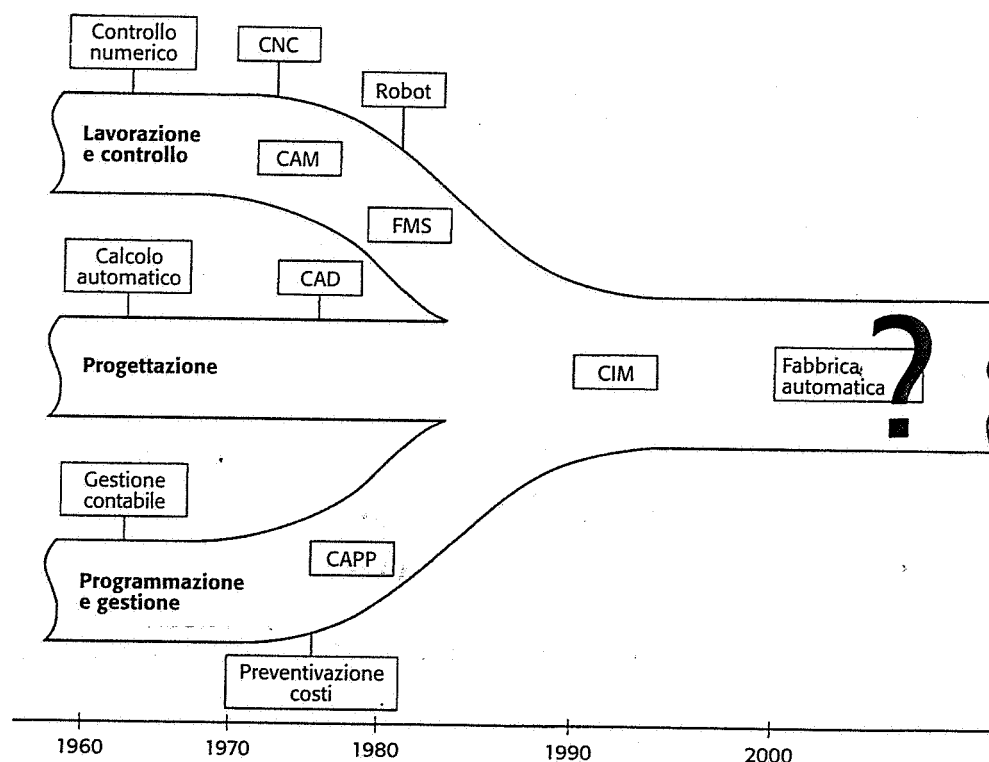 Controllo
numerico
CNC
Robot
Lavorazione
e controllo
CAM
FMS
Calcolo
automatico
CAD
Progettazione
CIM
Fabbrica
automatica
?
Gestione
contabile
CAPP
Programmazione
e gestione
Preventivazione
costi
1960
1970
1980
1990
2000